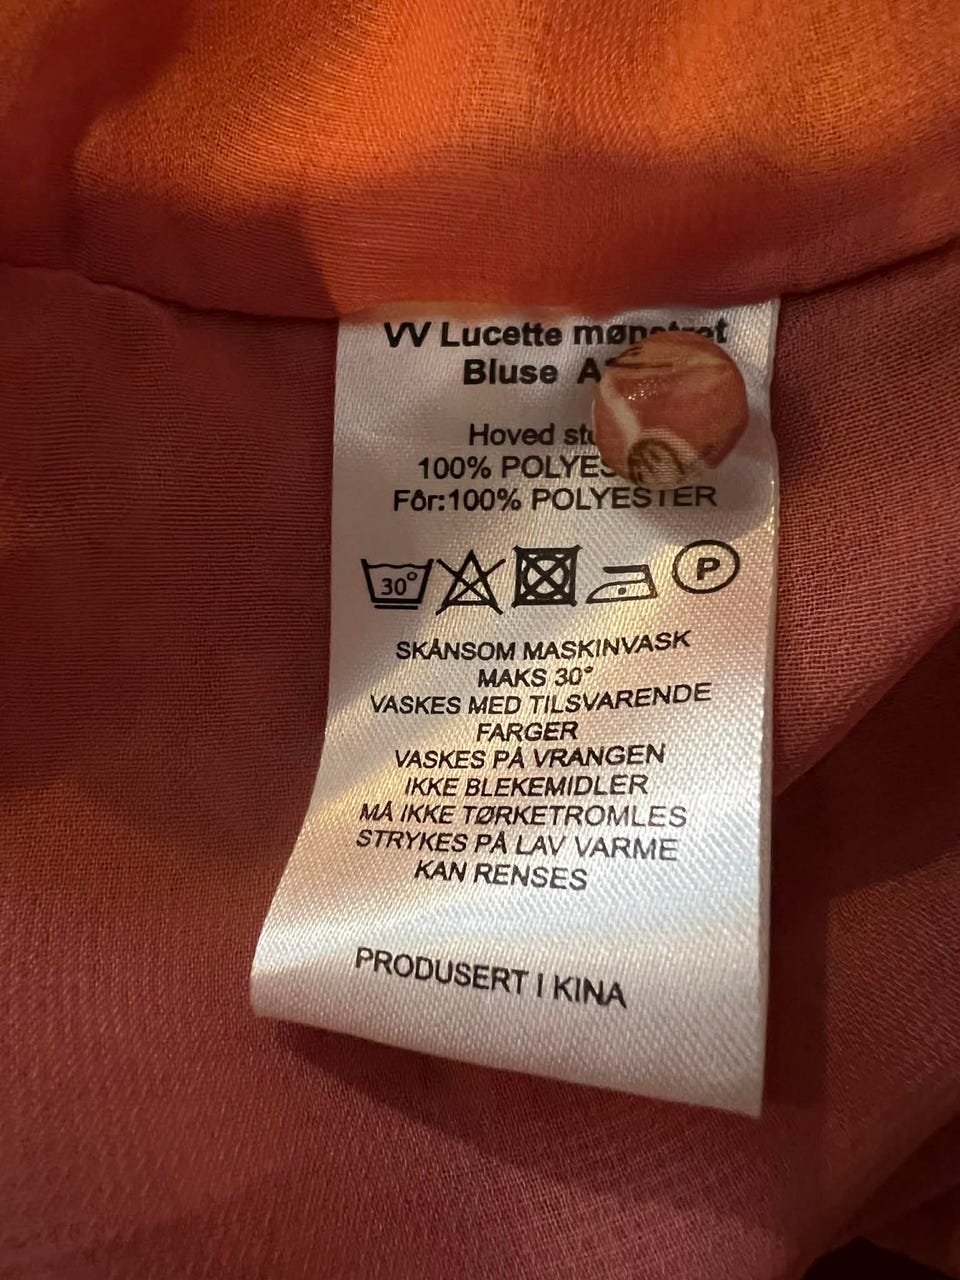 VV Lucette mønstret
Bluse
Hoved
100% POLYESTER
Fôr:100% POLYESTER
30°
P
SKÅNSOM MASKINVASK
MAKS 30°
VASKES MED TILSVARENDE
FARGER
VASKES PÅ VRANGEN
IKKE BLEKEMIDLER
MÅ IKKE TØRKETROMLES
STRYKES PÅ LAV VARME
KAN RENSES
PRODUSERT I KINA